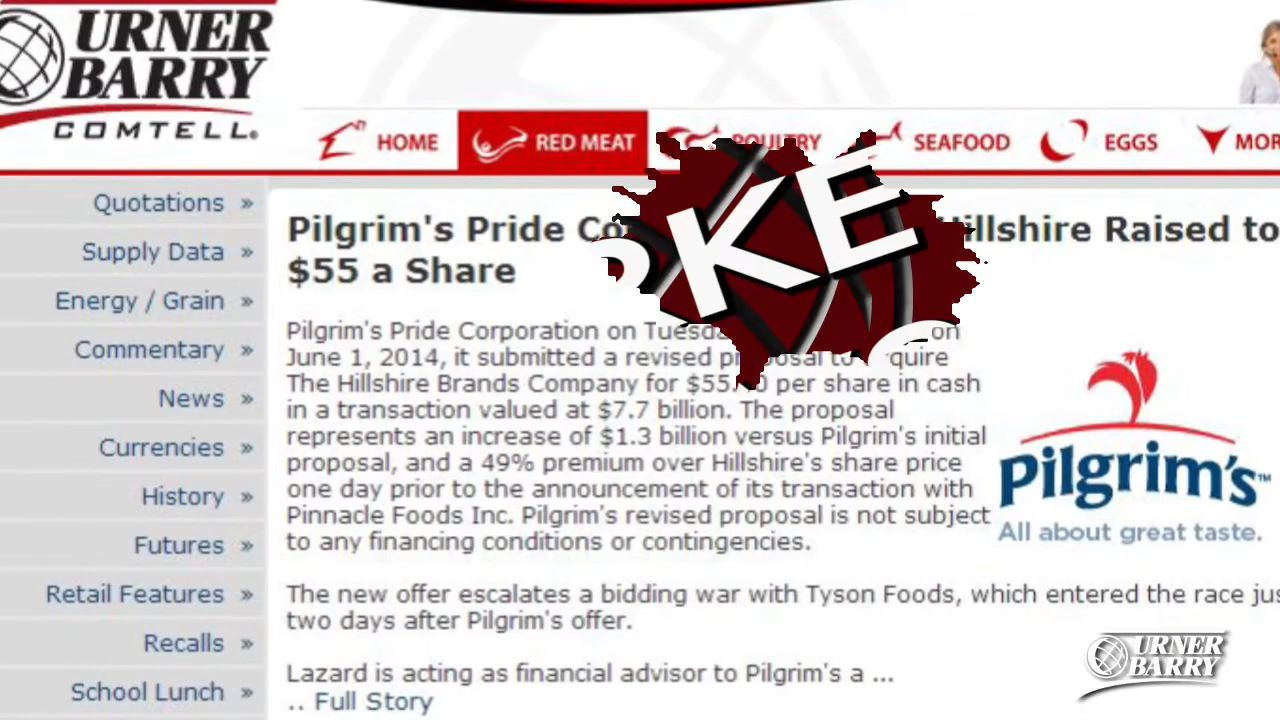 URNER
BARRY
COMTELL®
HOME RED MEAT POULTRY SEAFOOD EGGS MOR
Quotations »
Supply Data »
Energy / Grain »
Commentary »
News »
Currencies »
History »
Futures »
Retail Features »
Recalls »
School Lunch »
Pilgrim's Pride Hillshire Raised to
$55 a Share
KE
Pilgrim's Pride Corporation on on
June 1, 2014, it submitted a revised to
The Hillshire Brands Company for per share in cash
in a transaction valued at $7.7 billion. The proposal
represents an increase of $1.3 billion versus Pilgrim's initial
proposal, and a 49% premium over Hillshire's share price
one day prior to the announcement of its transaction with
Pinnacle Foods Inc. Pilgrim's revised proposal is not subject
to any financing conditions or contingencies.
Pilgrim's™
All about great taste.
The new offer escalates a bidding war with Tyson Foods, which entered the race jus
two days after Pilgrim's offer.
Lazard is acting as financial advisor to Pilgrim's a ...
.. Full Story
URNER
BARRY